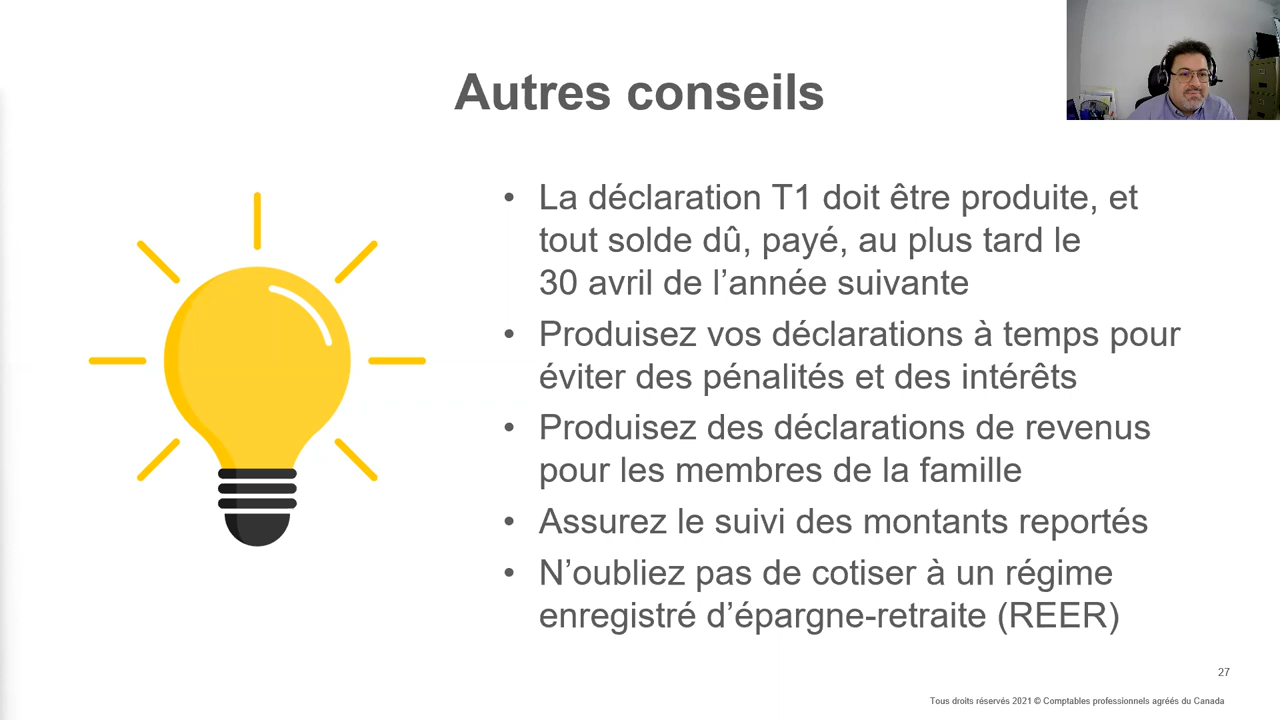 Autres conseils
• La déclaration T1 doit être produite, et
tout solde dû, payé, au plus tard le
30 avril de l’année suivante
• Produisez vos déclarations à temps pour
éviter des pénalités et des intérêts
• Produisez des déclarations de revenus
pour les membres de la famille
• Assurez le suivi des montants reportés
• N’oubliez pas de cotiser à un régime
enregistré d’épargne-retraite (REER)
27
Tous droits réservés 2021 © Comptables professionnels agréés du Canada